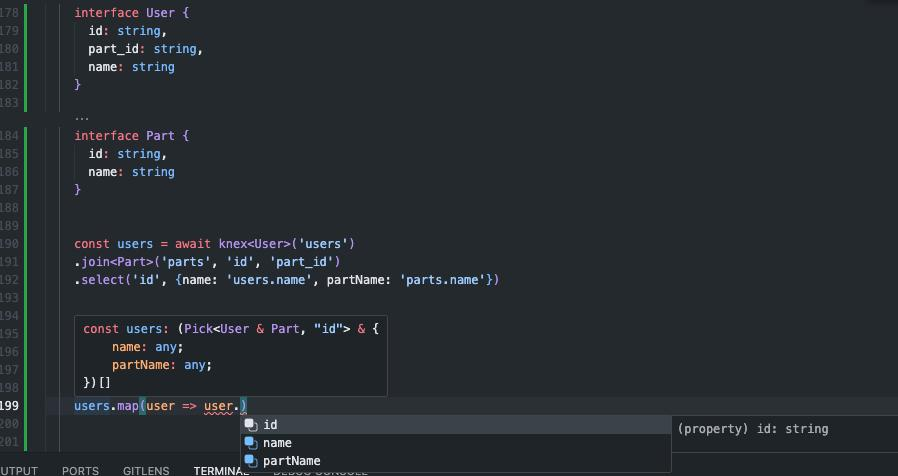 178 interface User {
179 id: string,
180 part_id: string,
181 name: string
182 }
183
...
184 interface Part {
185 id: string,
186 name: string
187 }
188
189
190 const users = await knex<User>('users')
191 .join<Part>('parts', 'id', 'part_id')
192 .select('id', {name: 'users.name', partName: 'parts.name'})
193
194
195 const users: (Pick<User & Part, "id"> & {
196 name: any;
197 partName: any;
198 })[]
199 users.map(user => user.)
200 id (property) id: string
201 name
partName
UTPUT PORTS GITLENS TERMINAL DEBUG CONSOLE